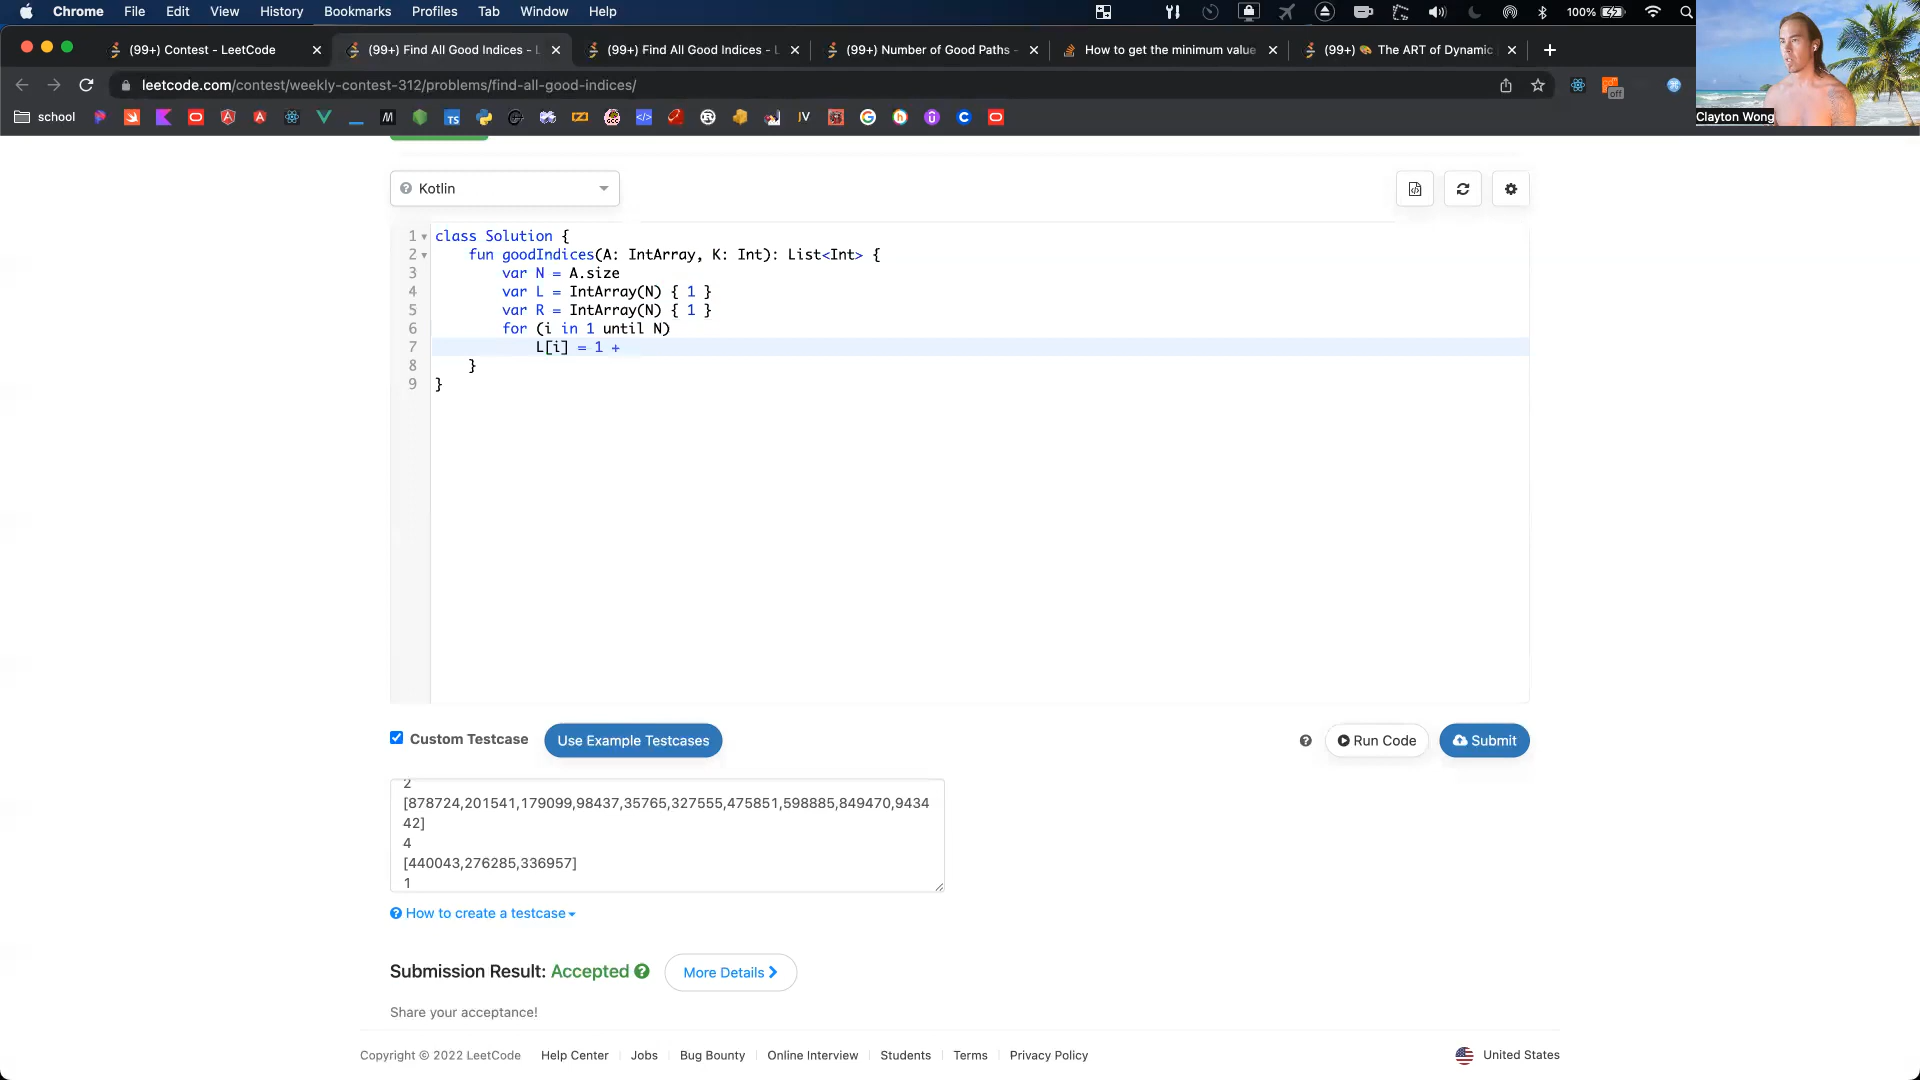 Chrome File Edit View History Bookmarks Profiles Tab Window Help 100%
(99+) Contest - LeetCode (99+) Find All Good Indices - L (99+) Find All Good Indices - L (99+) Number of Good Paths - How to get the minimum value (99+) The ART of Dynamic
leetcode.com/contest/weekly-contest-312/problems/find-all-good-indices/
off
Clayton Wong
school M TS JV
Kotlin
1 class Solution {
2 fun goodIndices(A: IntArray, K: Int): List<Int> {
3 var N = A.size
4 var L = IntArray(N) { 1 }
5 var R = IntArray(N) { 1 }
6 for (i in 1 until N)
7 L[i] = 1 +
8 }
9 }
Custom Testcase Use Example Testcases Run Code Submit
2
[878724,201541,179099,98437,35765,327555,475851,598885,849470,9434
42]
4
[440043,276285,336957]
1
How to create a testcase
Submission Result: Accepted More Details
Share your acceptance!
Copyright © 2022 LeetCode Help Center Jobs Bug Bounty Online Interview Students Terms Privacy Policy United States